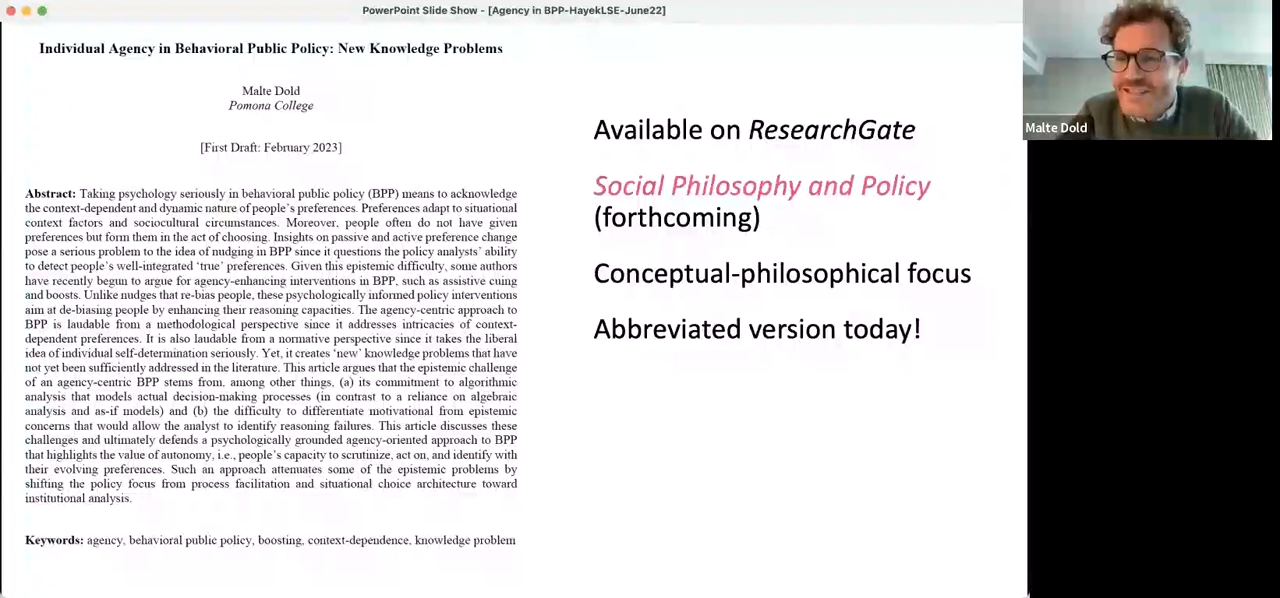 PowerPoint Slide Show - [Agency in BPP-HayekLSE-June22]
Individual Agency in Behavioral Public Policy: New Knowledge Problems
Malte Dold
Pomona College
[First Draft: February 2023]
Abstract: Taking psychology seriously in behavioral public policy (BPP) means to acknowledge
the context-dependent and dynamic nature of people's preferences. Preferences adapt to situational
context factors and sociocultural circumstances. Moreover, people often do not have given
preferences but form them in the act of choosing. Insights on passive and active preference change
pose a serious problem to the idea of nudging in BPP since it questions the policy analysts' ability
to detect people's well-integrated 'true' preferences. Given this epistemic difficulty, some authors
have recently begun to argue for agency-enhancing interventions in BPP, such as assistive cuing
and boosts. Unlike nudges that re-bias people, these psychologically informed policy interventions
aim at de-biasing people by enhancing their reasoning capacities. The agency-centric approach to
BPP is laudable from a methodological perspective since it addresses intricacies of context-
dependent preferences. It is also laudable from a normative perspective since it takes the liberal
idea of individual self-determination seriously. Yet, it creates 'new' knowledge problems that have
not yet been sufficiently addressed in the literature. This article argues that the epistemic challenge
of an agency-centric BPP stems from, among other things, (a) its commitment to algorithmic
analysis that models actual decision-making processes (in contrast to a reliance on algebraic
analysis and as-if models) and (b) the difficulty to differentiate motivational from epistemic
concerns that would allow the analyst to identify reasoning failures. This article discusses these
challenges and ultimately defends a psychologically grounded agency-oriented approach to BPP
that highlights the value of autonomy, i.e., people's capacity to scrutinize, act on, and identify with
their evolving preferences. Such an approach attenuates some of the epistemic problems by
shifting the policy focus from process facilitation and situational choice architecture toward
institutional analysis.
Keywords: agency, behavioral public policy, boosting, context-dependence, knowledge problem
Available on ResearchGate
Social Philosophy and Policy
(forthcoming)
Conceptual-philosophical focus
Abbreviated version today!
Malte Dold